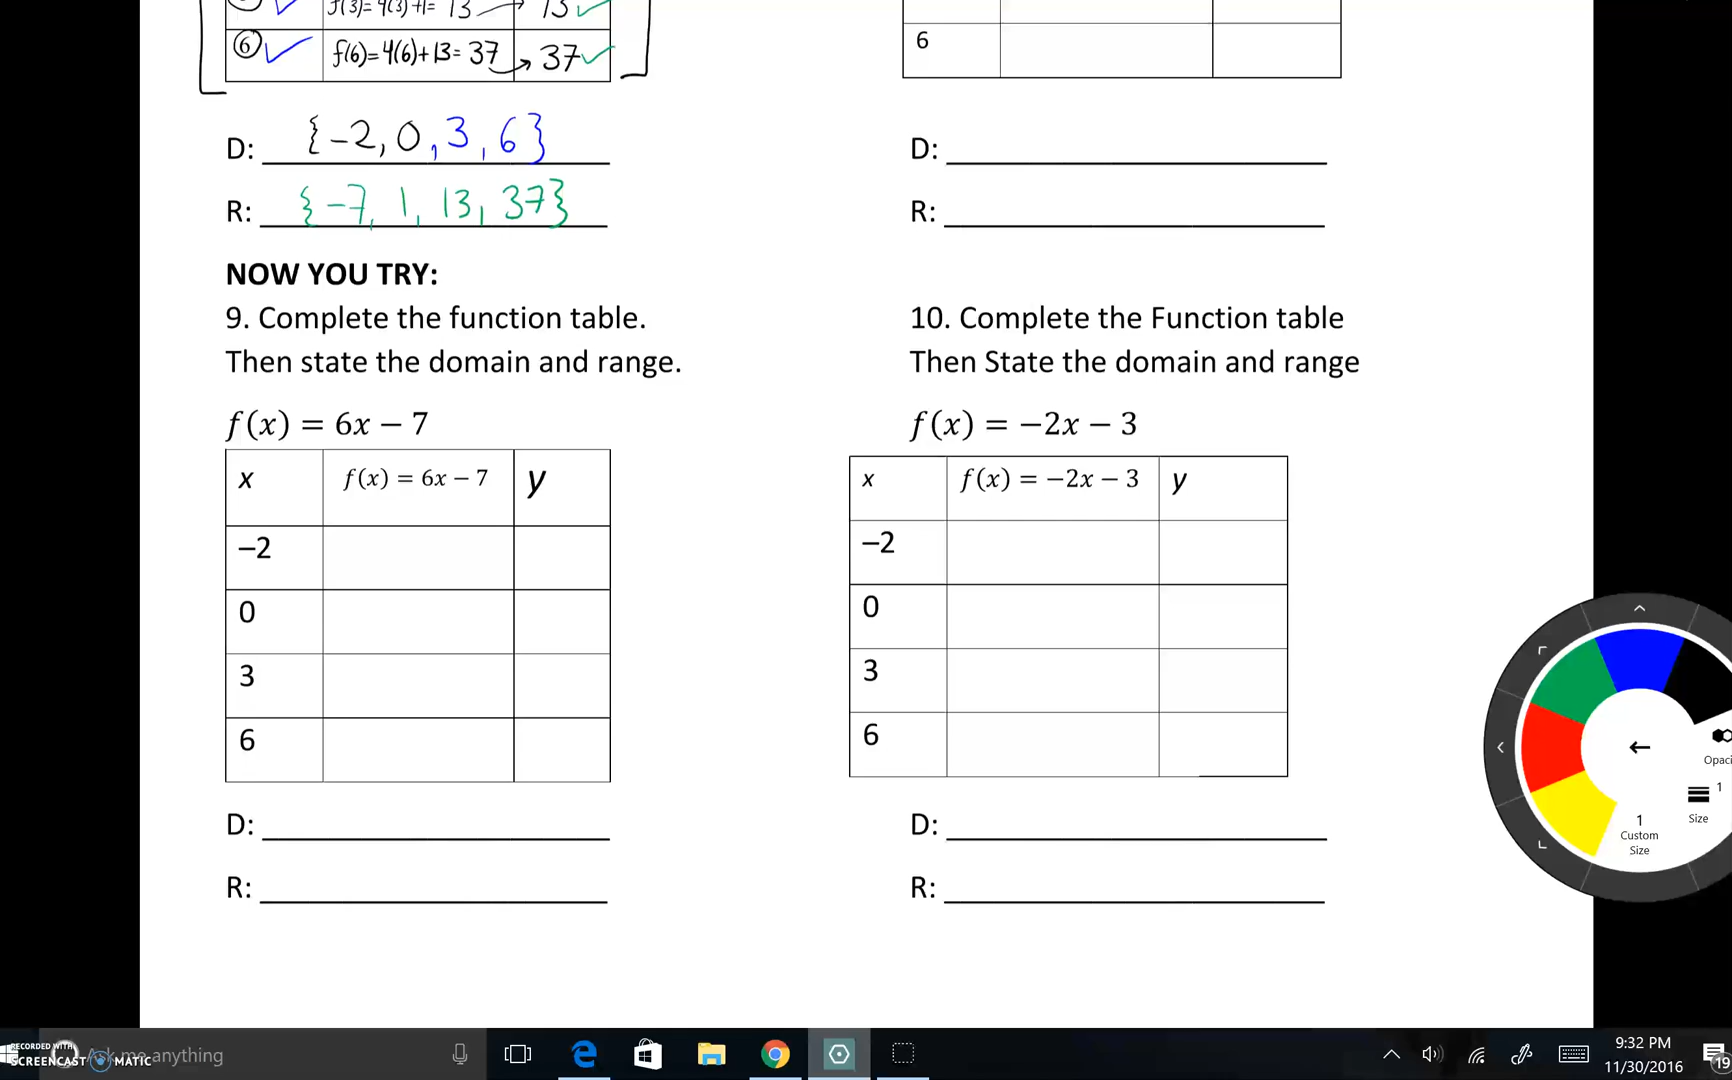 f(3)= 4(3)+1= 13 13
6 f(6)=4(6)+13= 37 37
6
D: {-2, 0, 3, 6}
D:
R: {-7, 1, 13, 37}
R:
NOW YOU TRY:
9. Complete the function table.
Then state the domain and range.
f(x) = 6x − 7
x f(x) = 6x − 7 y
–2
0
3
6
D:
R:
10. Complete the Function table
Then State the domain and range
f(x) = −2x − 3
x f(x) = −2x − 3 y
–2
0
3
6
D:
R:
Opaci
1
Size
1
Custom
Size
RECORDED WITH
SCREENCAST MATIC
Ask me anything
9:32 PM
11/30/2016
19